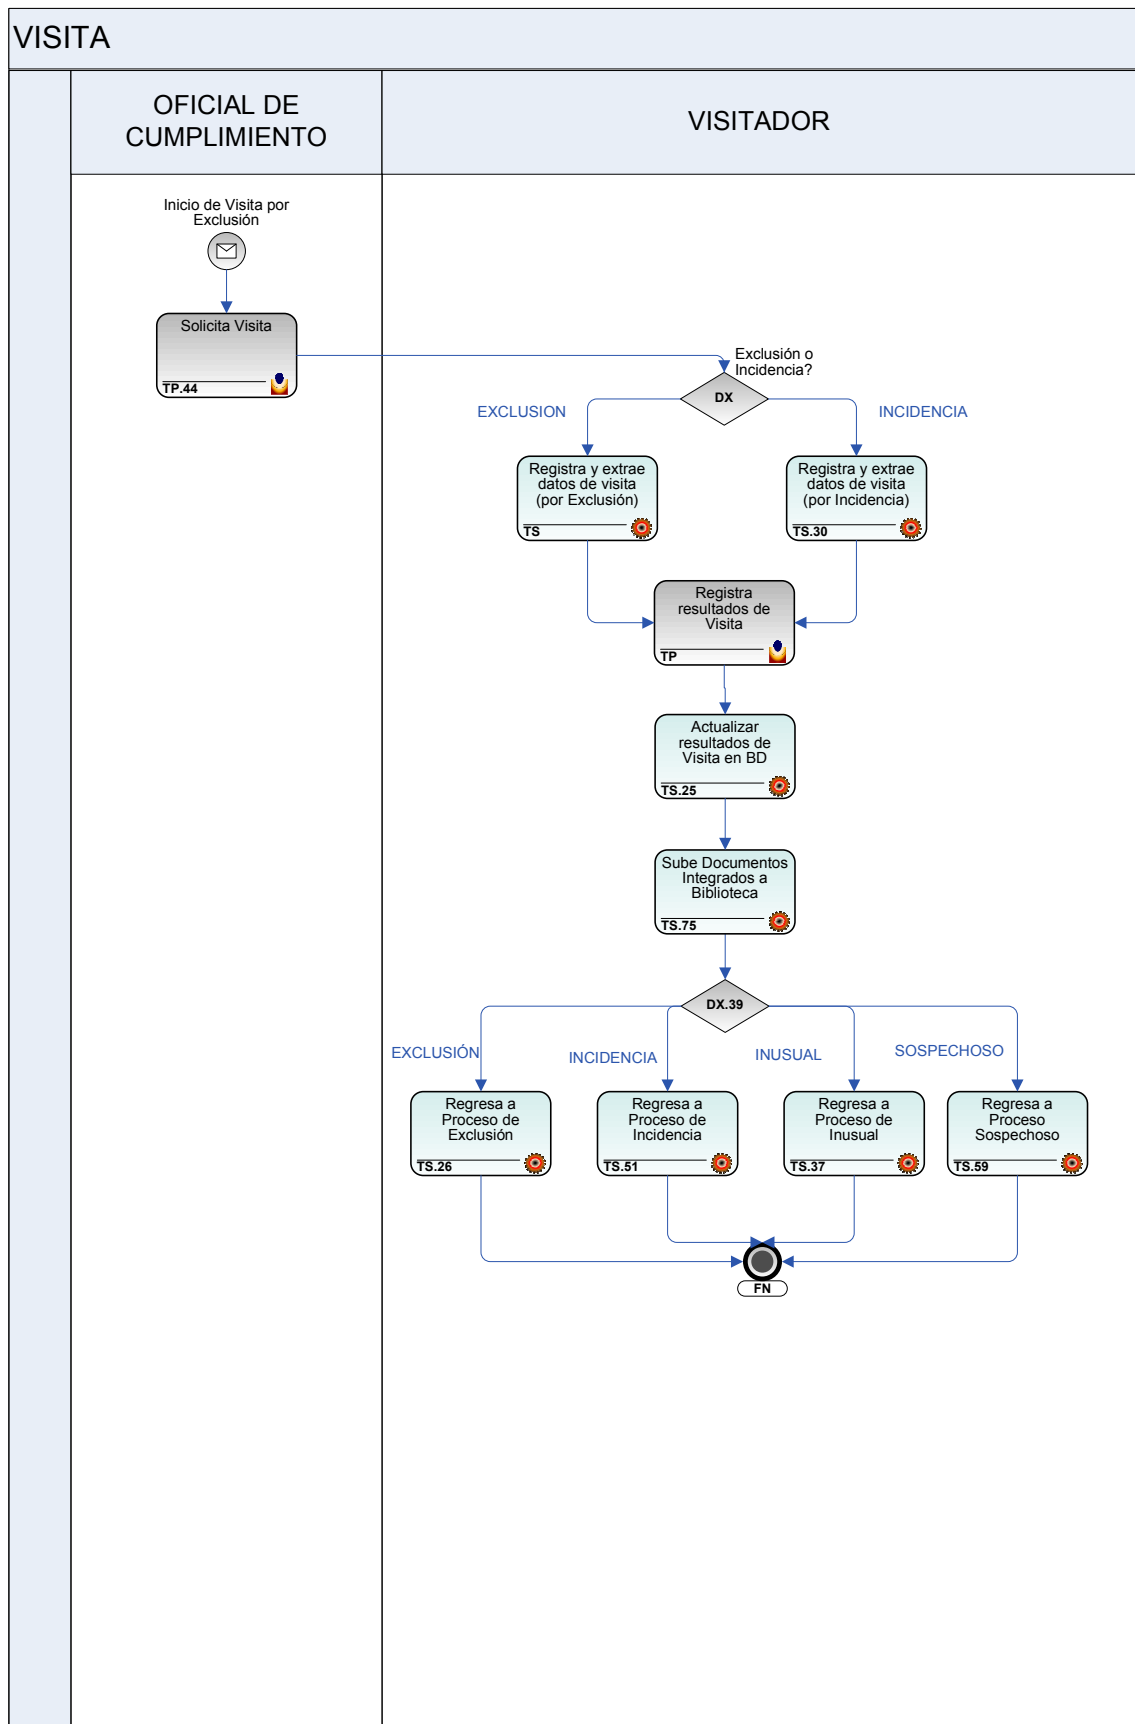 VISITA
OFICIAL DE
CUMPLIMIENTO
VISITADOR
Inicio de Visita por
Exclusión
Solicita Visita
TP.44
Exclusión o
Incidencia?
DX
EXCLUSION
INCIDENCIA
Registra y extrae
datos de visita
(por Exclusión)
TS
Registra y extrae
datos de visita
(por Incidencia)
TS.30
Registra
resultados de
Visita
TP
Actualizar
resultados de
Visita en BD
TS.25
Sube Documentos
Integrados a
Biblioteca
TS.75
DX.39
EXCLUSIÓN
INCIDENCIA
INUSUAL
SOSPECHOSO
Regresa a
Proceso de
Exclusión
TS.26
Regresa a
Proceso de
Incidencia
TS.51
Regresa a
Proceso de
Inusual
TS.37
Regresa a
Proceso
Sospechoso
TS.59
FN